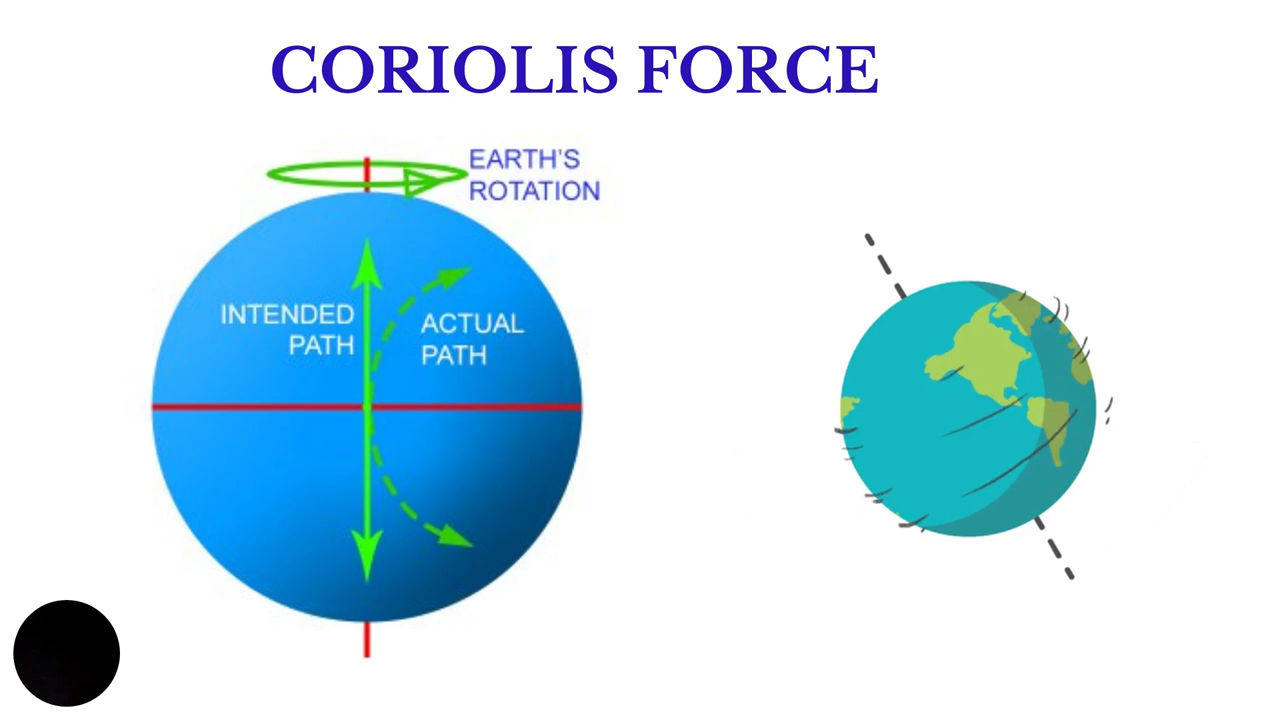 CORIOLIS FORCE
EARTH'S
ROTATION
INTENDED
PATH
ACTUAL
PATH